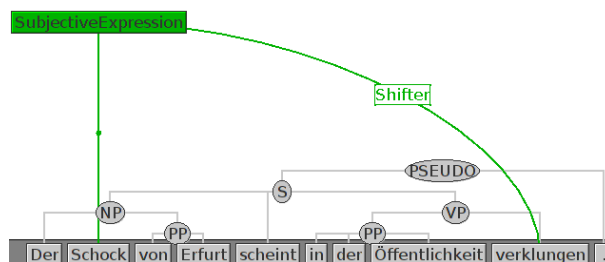 SubjectiveExpression
Shifter
PSEUDO
S
NP
VP
PP
PP
Der Schock von Erfurt scheint in der Öffentlichkeit verklungen .